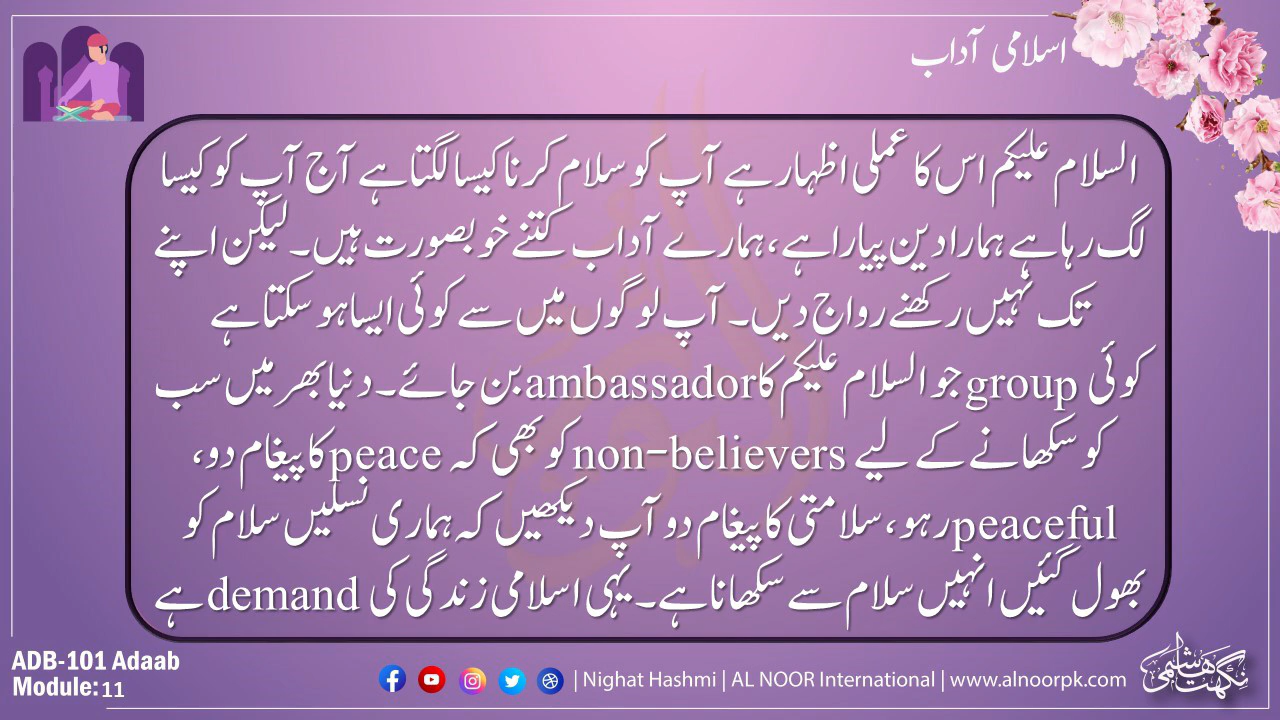 اسلامی آداب
السلام علیکم اس کا عملی اظہار ہے آپ کو سلام کرنا کیسا لگتا ہے آج آپ کو کیسا
لگ رہا ہے ہمارا دین پیارا ہے، ہمارے آداب کتنے خوبصورت ہیں۔ لیکن اپنے
تک نہیں رکھنے رواج دیں۔ آپ لوگوں میں سے کوئی ایسا ہو سکتا ہے
کوئی group جو السلام علیکم کا ambassador بن جائے۔ دنیا بھر میں سب
کو سکھانے کے لیے non-believers کو بھی کہ peace کا پیغام دو،
peaceful رہو، سلامتی کا پیغام دو آپ دیکھیں کہ ہماری نسلیں سلام کو
بھول گئیں انہیں سلام سے سکھانا ہے۔ یہی اسلامی زندگی کی demand ہے
ADB-101 Adaab
Module:11
| Nighat Hashmi | AL NOOR International | www.alnoorpk.com
نگہت ہاشمی